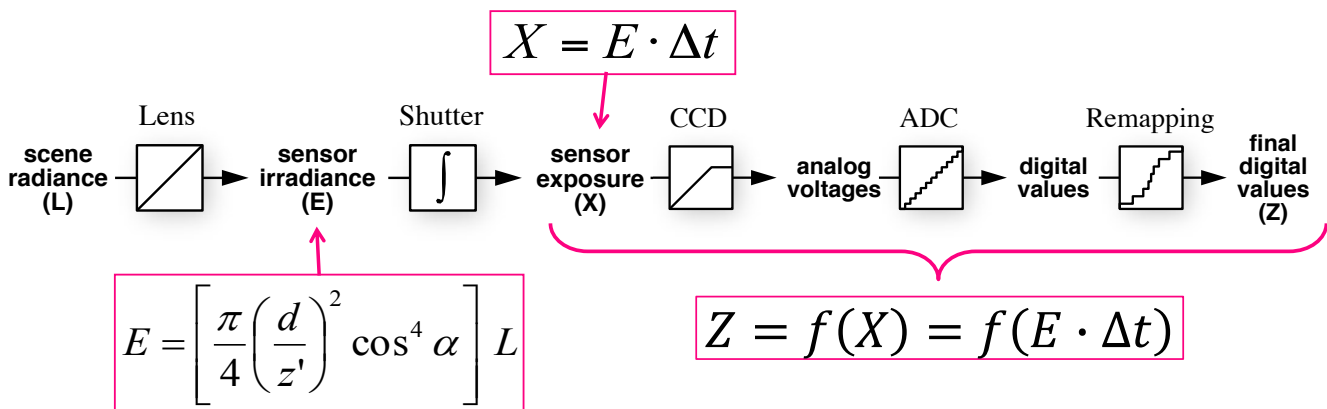 X = E · Δt
Lens
Shutter
CCD
ADC
Remapping
scene
radiance
(L)
sensor
irradiance
(E)
∫
sensor
exposure
(X)
analog
voltages
digital
values
final
digital
values
(Z)
E = [ π/4 ( d/z' )² cos⁴ α ] L
Z = f(X) = f(E · Δt)